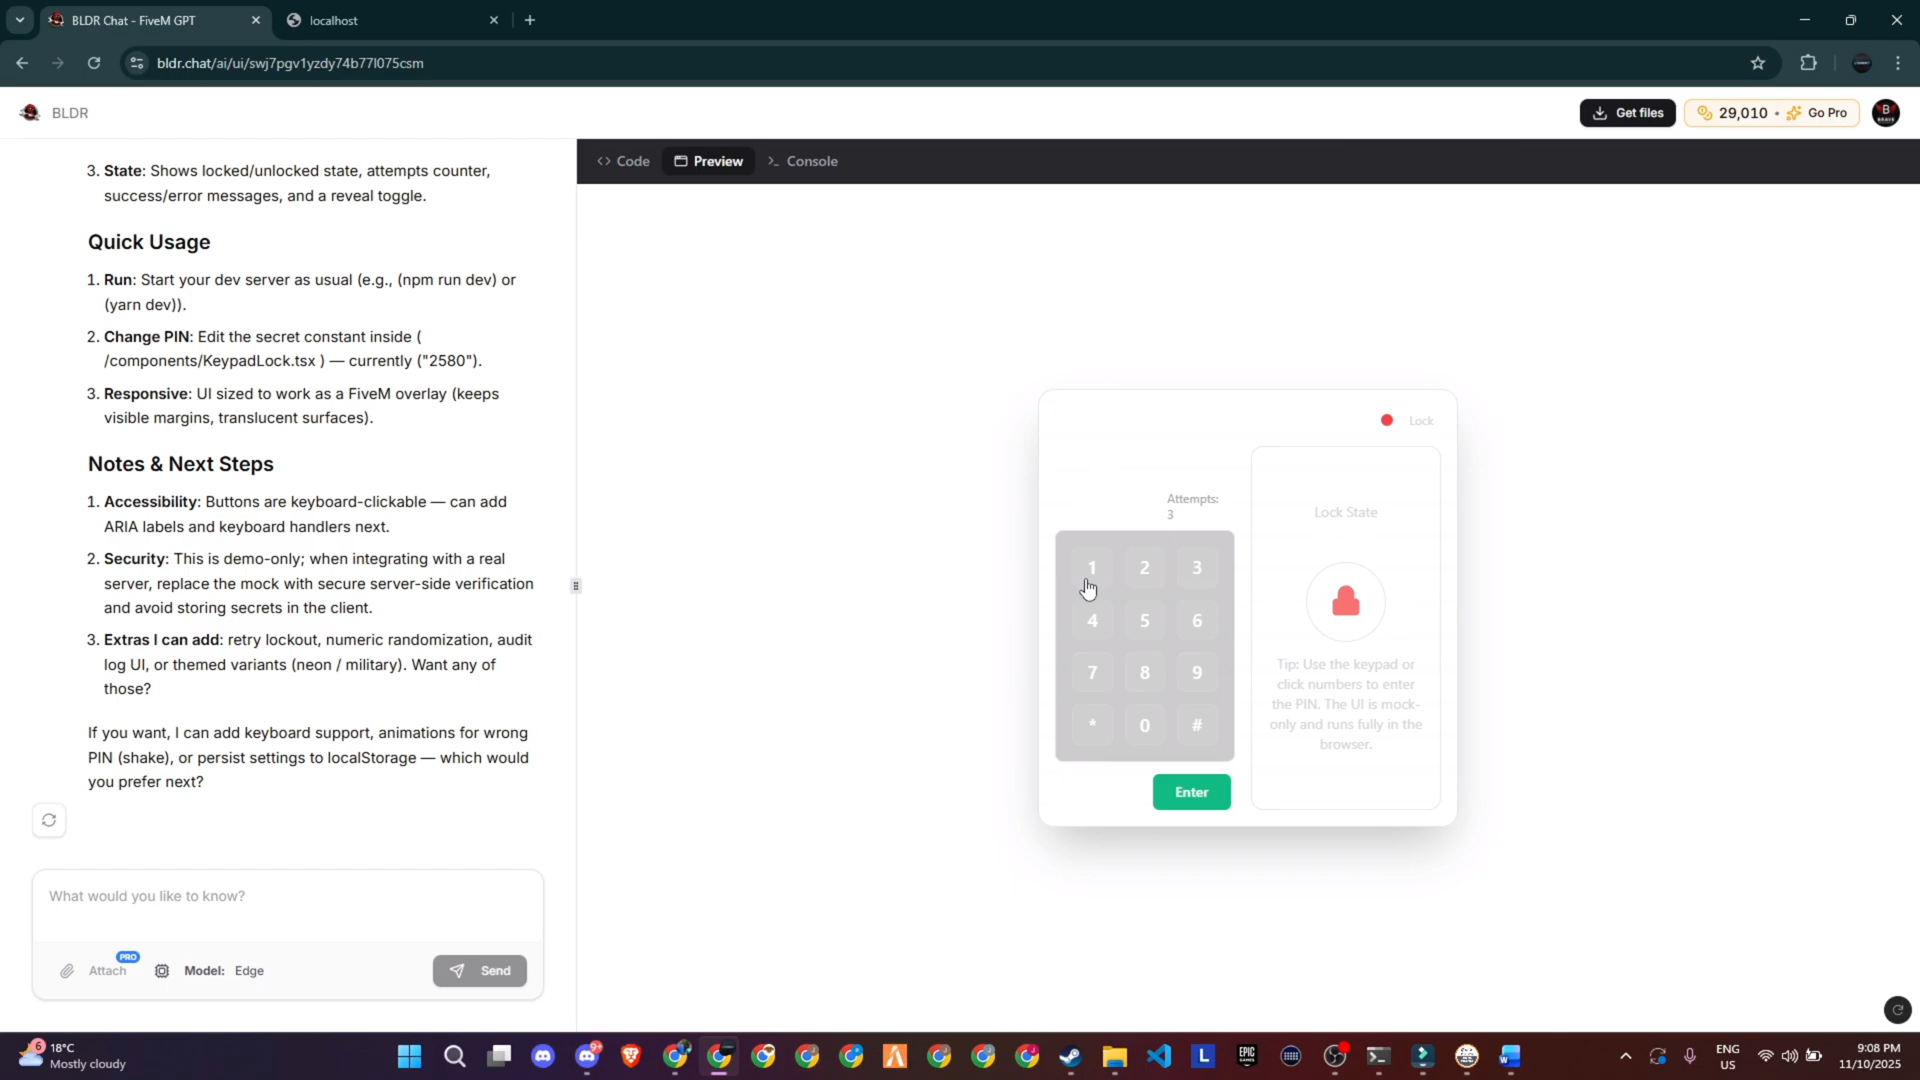 BLDR Chat - FiveM GPT
localhost
bldr.chat/ai/ui/swj7pgv1yzdy74b77l075csm
BLDR
Get files
29,010 • Go Pro
3. State: Shows locked/unlocked state, attempts counter,
success/error messages, and a reveal toggle.
Quick Usage
1. Run: Start your dev server as usual (e.g., (npm run dev) or
(yarn dev)).
2. Change PIN: Edit the secret constant inside (
/components/KeypadLock.tsx ) — currently ("2580").
3. Responsive: UI sized to work as a FiveM overlay (keeps
visible margins, translucent surfaces).
Notes & Next Steps
1. Accessibility: Buttons are keyboard-clickable — can add
ARIA labels and keyboard handlers next.
2. Security: This is demo-only; when integrating with a real
server, replace the mock with secure server-side verification
and avoid storing secrets in the client.
3. Extras I can add: retry lockout, numeric randomization, audit
log UI, or themed variants (neon / military). Want any of
those?
If you want, I can add keyboard support, animations for wrong
PIN (shake), or persist settings to localStorage — which would
you prefer next?
What would you like to know?
PRO
Attach
Model: Edge
Send
<> Code
Preview
>_ Console
Lock
Attempts:
3
1 2 3
4 5 6
7 8 9
* 0 #
Enter
Lock State
Tip: Use the keypad or
click numbers to enter
the PIN. The UI is mock-
only and runs fully in the
browser.
6
18°C
Mostly cloudy
9+
L
EPIC
GAMES
ENG
US
9:08 PM
11/10/2025